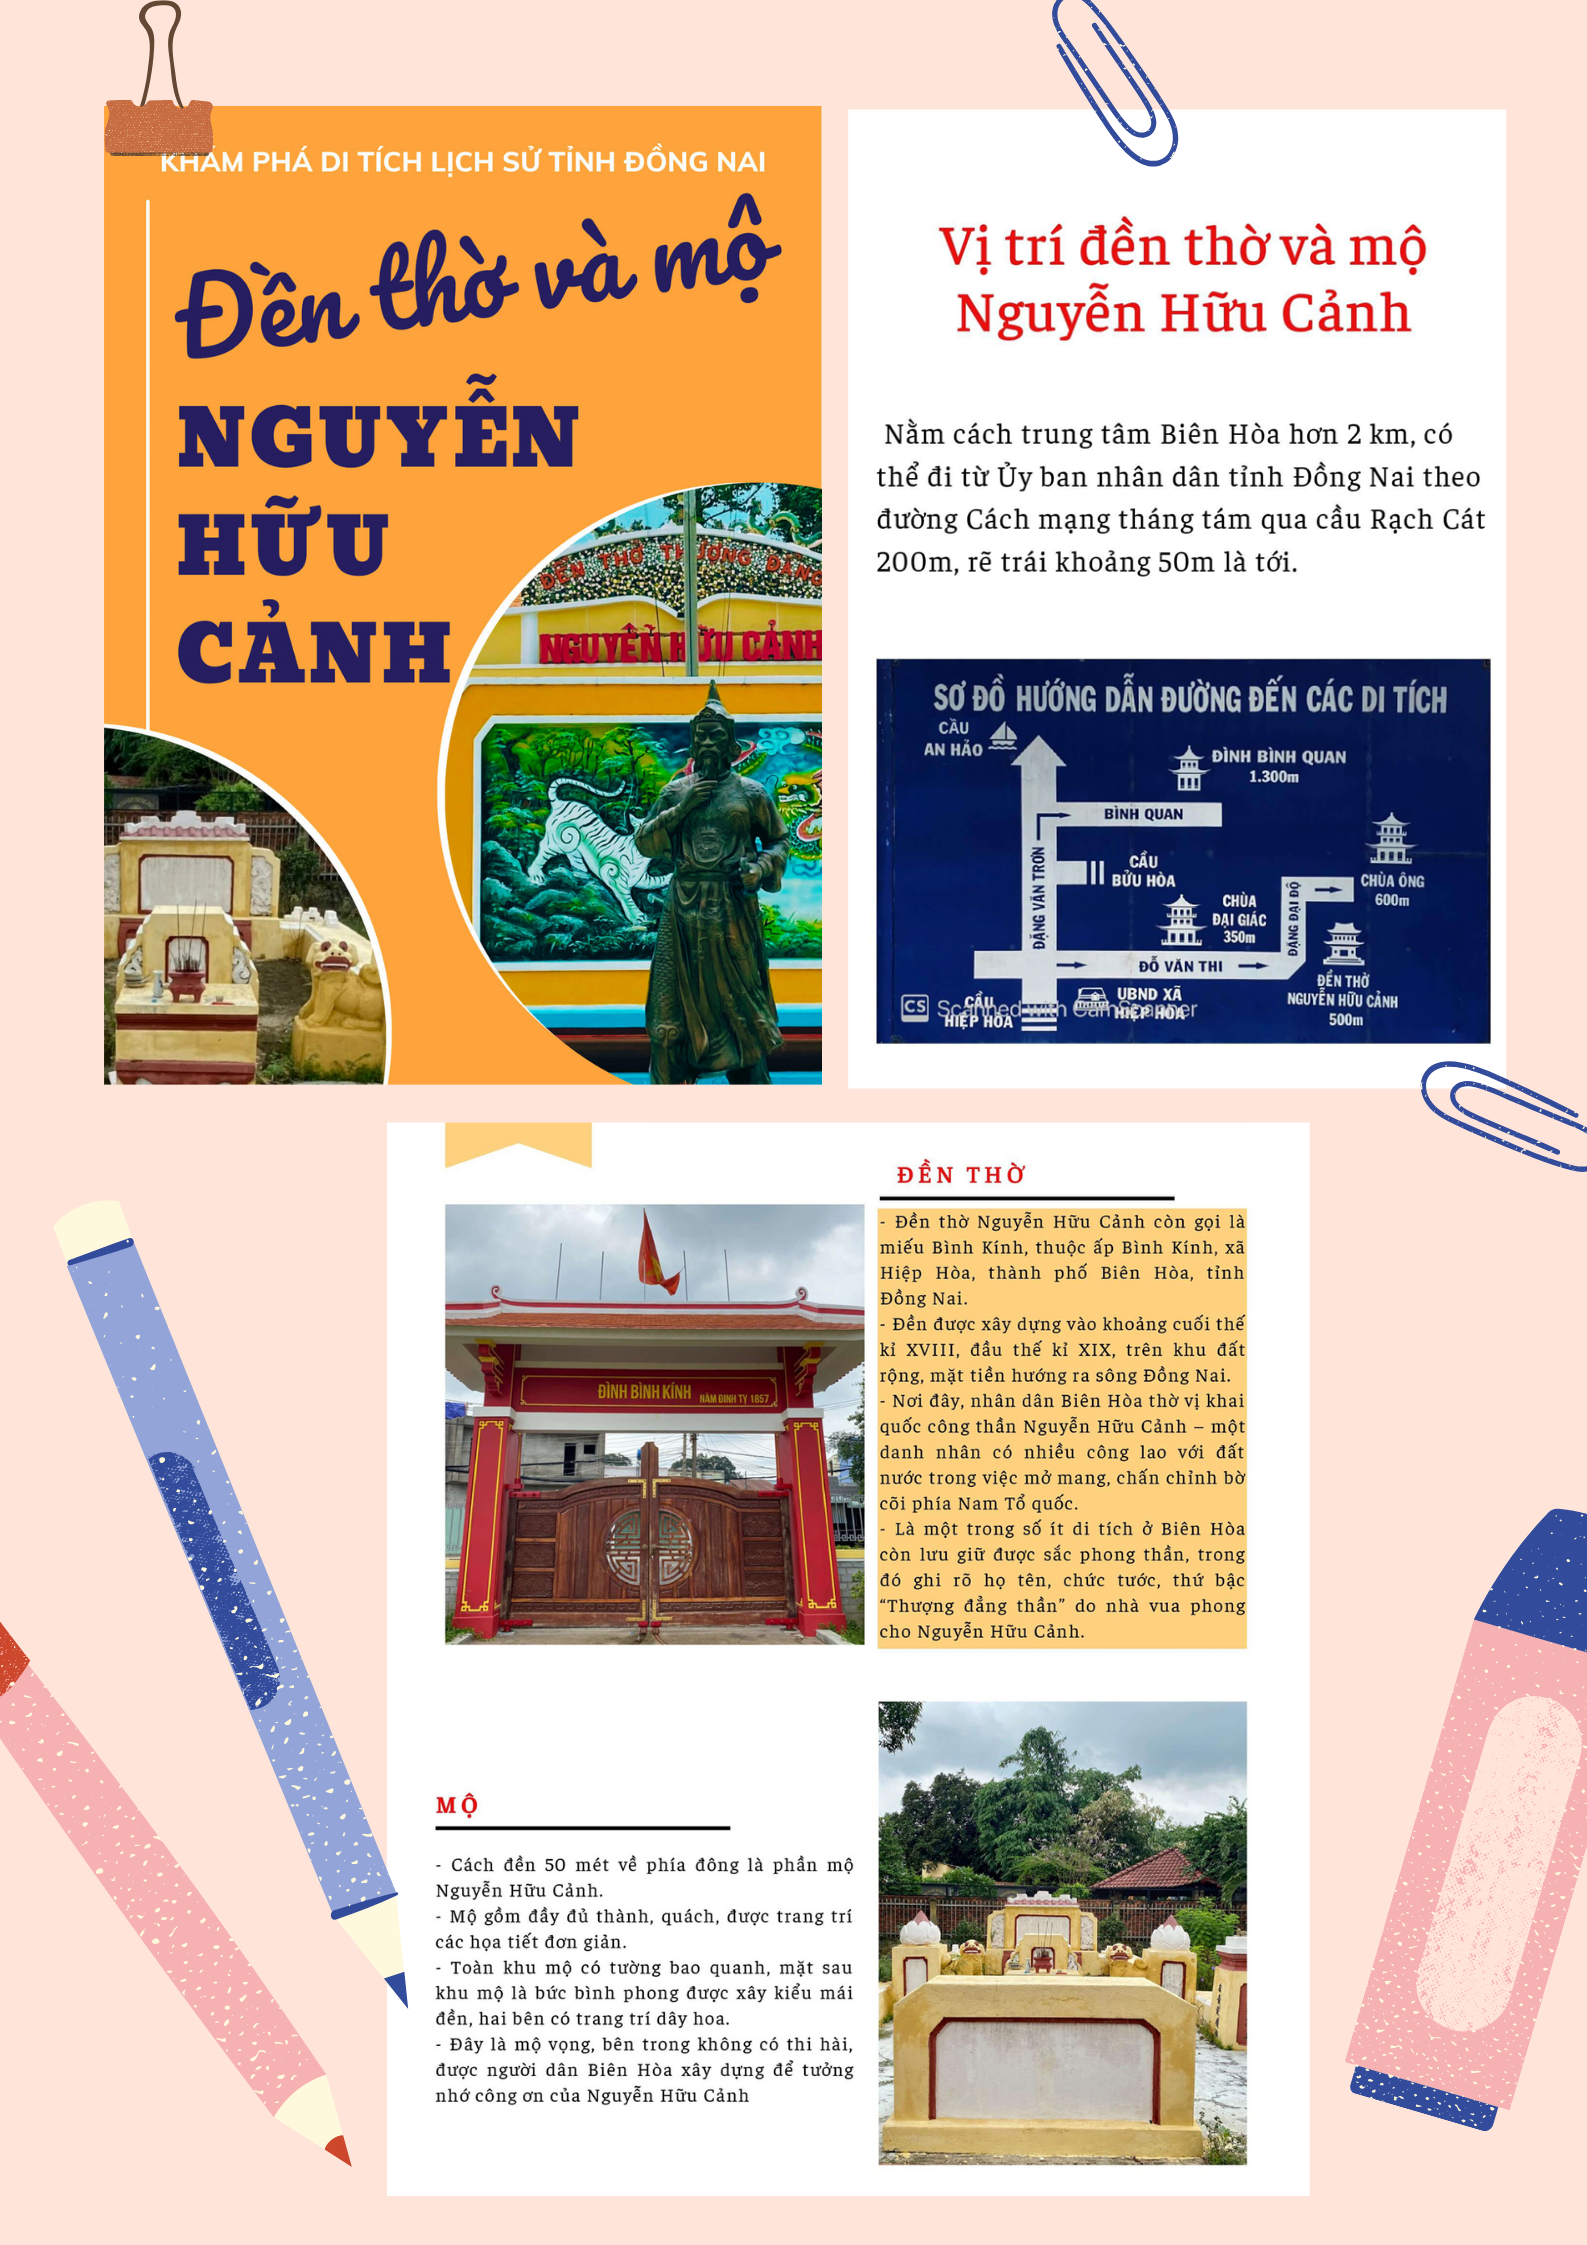 KHÁM PHÁ DI TÍCH LỊCH SỬ TỈNH ĐỒNG NAI
Đền thờ và mộ
NGUYỄN
HỮU
CẢNH
ĐỀN THỜ THƯỢNG ĐẲNG
NGUYỄN HỮU CẢNH
Vị trí đền thờ và mộ
Nguyễn Hữu Cảnh
Nằm cách trung tâm Biên Hòa hơn 2 km, có
thể đi từ Ủy ban nhân dân tỉnh Đồng Nai theo
đường Cách mạng tháng tám qua cầu Rạch Cát
200m, rẽ trái khoảng 50m là tới.
SƠ ĐỒ HƯỚNG DẪN ĐƯỜNG ĐẾN CÁC DI TÍCH
CẦU
AN HẢO
ĐÌNH BÌNH QUAN
1.300m
BÌNH QUAN
ĐẶNG VĂN TRƠN
CẦU
BỬU HÒA
CHÙA ÔNG
600m
CHÙA
ĐẠI GIÁC
350m
ĐẶNG ĐẠI ĐỘ
ĐỖ VĂN THI
ĐỀN THỜ
NGUYỄN HỮU CẢNH
500m
UBND XÃ
HIỆP HÒA
CẦU
HIỆP HÒA
CS Scanned with CamScanner
ĐỀN THỜ
- Đền thờ Nguyễn Hữu Cảnh còn gọi là
miếu Bình Kính, thuộc ấp Bình Kính, xã
Hiệp Hòa, thành phố Biên Hòa, tỉnh
Đồng Nai.
- Đền được xây dựng vào khoảng cuối thế
kỉ XVIII, đầu thế kỉ XIX, trên khu đất
rộng, mặt tiền hướng ra sông Đồng Nai.
- Nơi đây, nhân dân Biên Hòa thờ vị khai
quốc công thần Nguyễn Hữu Cảnh – một
danh nhân có nhiều công lao với đất
nước trong việc mở mang, chấn chỉnh bờ
cõi phía Nam Tổ quốc.
- Là một trong số ít di tích ở Biên Hòa
còn lưu giữ được sắc phong thần, trong
đó ghi rõ họ tên, chức tước, thứ bậc
“Thượng đẳng thần” do nhà vua phong
cho Nguyễn Hữu Cảnh.
ĐÌNH BÌNH KÍNH NĂM ĐINH TỴ 1857
MỘ
- Cách đền 50 mét về phía đông là phần mộ
Nguyễn Hữu Cảnh.
- Mộ gồm đầy đủ thành, quách, được trang trí
các họa tiết đơn giản.
- Toàn khu mộ có tường bao quanh, mặt sau
khu mộ là bức bình phong được xây kiểu mái
đền, hai bên có trang trí dây hoa.
- Đây là mộ vọng, bên trong không có thi hài,
được người dân Biên Hòa xây dựng để tưởng
nhớ công ơn của Nguyễn Hữu Cảnh